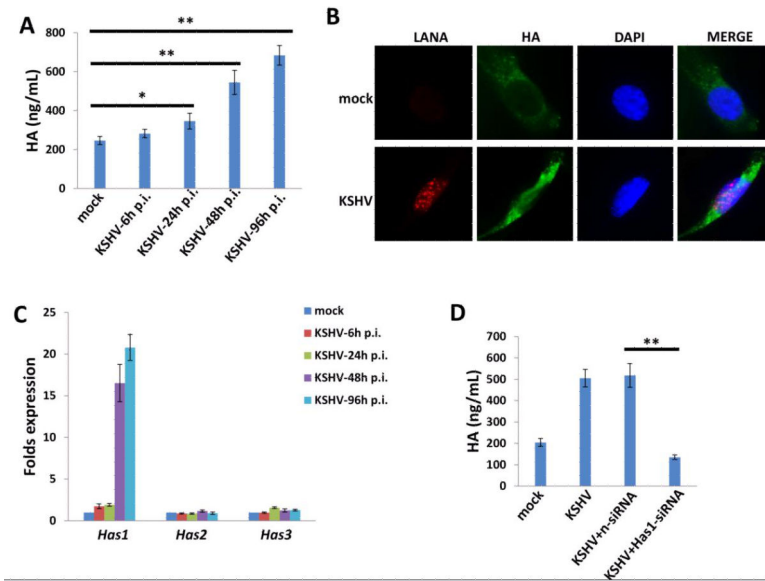 A
**
**
*
HA (ng/mL)
800
600
400
200
0
mock
KSHV-6h p.i.
KSHV-24h p.i.
KSHV-48h p.i.
KSHV-96h p.i.
B
LANA HA DAPI MERGE
mock
KSHV
C
Folds expression
25
20
15
10
5
0
Has1 Has2 Has3
mock
KSHV-6h p.i.
KSHV-24h p.i.
KSHV-48h p.i.
KSHV-96h p.i.
D
**
HA (ng/mL)
700
600
500
400
300
200
100
0
mock
KSHV
KSHV+n-siRNA
KSHV+Has1-siRNA